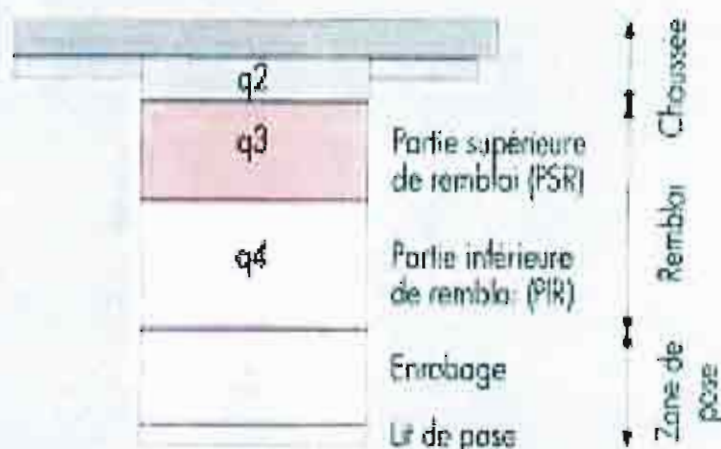 q2
q3
Partie supérieure
de remblai (PSR)
q4
Partie inférieure
de remblai (PIR)
Enrobage
Lit de pose
Chaussée
Remblai
Zone de
pose